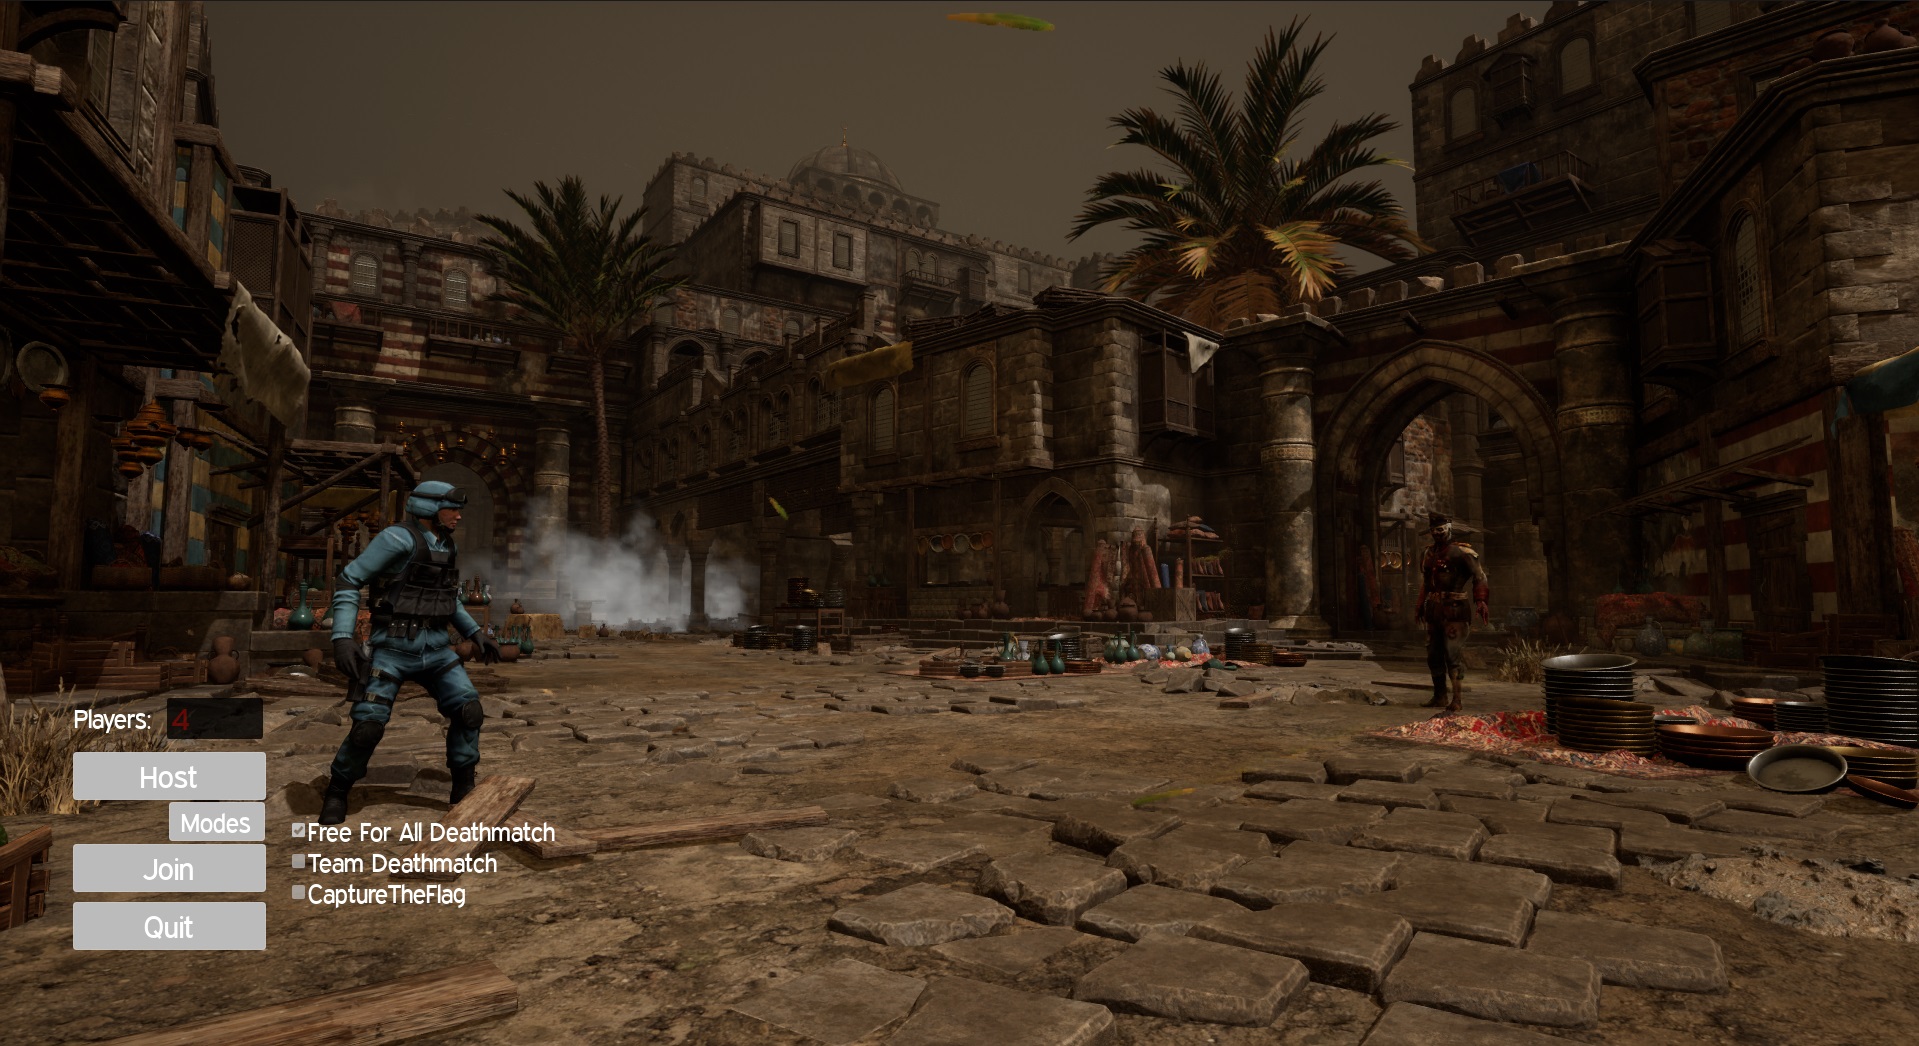 Players: 4
Host
Modes
Free For All Deathmatch
Team Deathmatch
CaptureTheFlag
Join
Quit